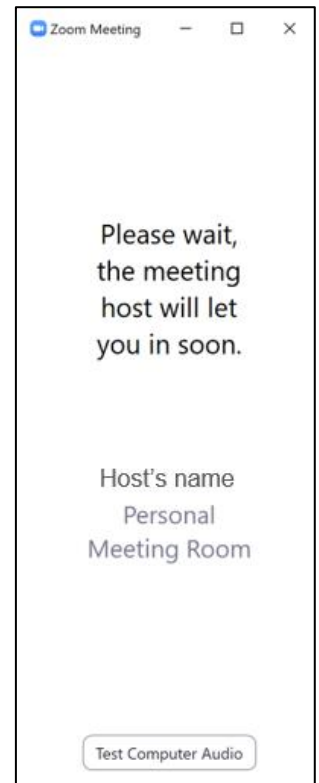 Zoom Meeting
Please wait,
the meeting
host will let
you in soon.
Host's name
Personal
Meeting Room
Test Computer Audio